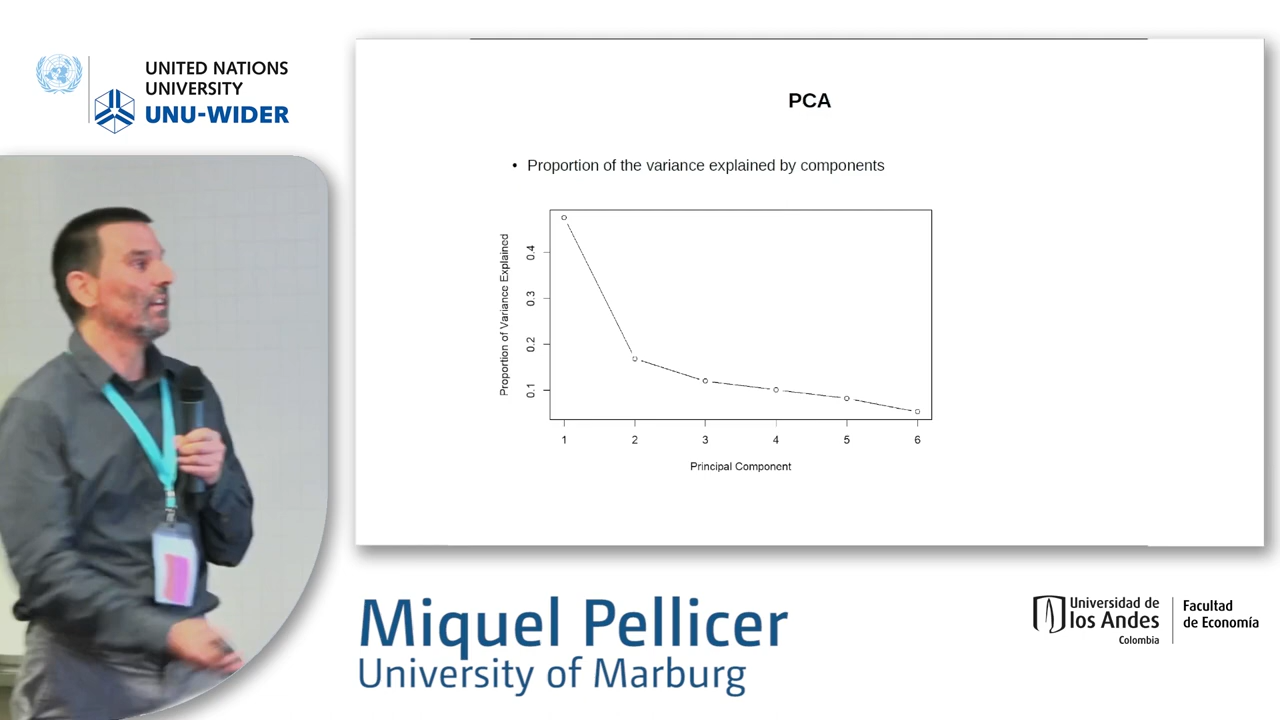 UNITED NATIONS
UNIVERSITY
UNU-WIDER
PCA
• Proportion of the variance explained by components
Proportion of Variance Explained
0.4
0.3
0.2
0.1
1 2 3 4 5 6
Principal Component
Miquel Pellicer
University of Marburg
Universidad de
los Andes
Colombia
Facultad
de Economía